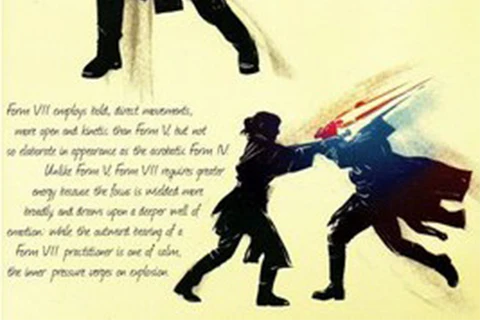 Form VII employs bold, direct movements,
more open and kinetic than Form V, but not
so elaborate in appearance as the acrobatic Form IV.
Unlike Form V, Form VII requires greater
energy because the focus is wielded more
broadly, and draws upon a deeper well of
emotion. while the outward bearing of a
Form VII practitioner is one of calm,
the inner pressure verges on explosion.